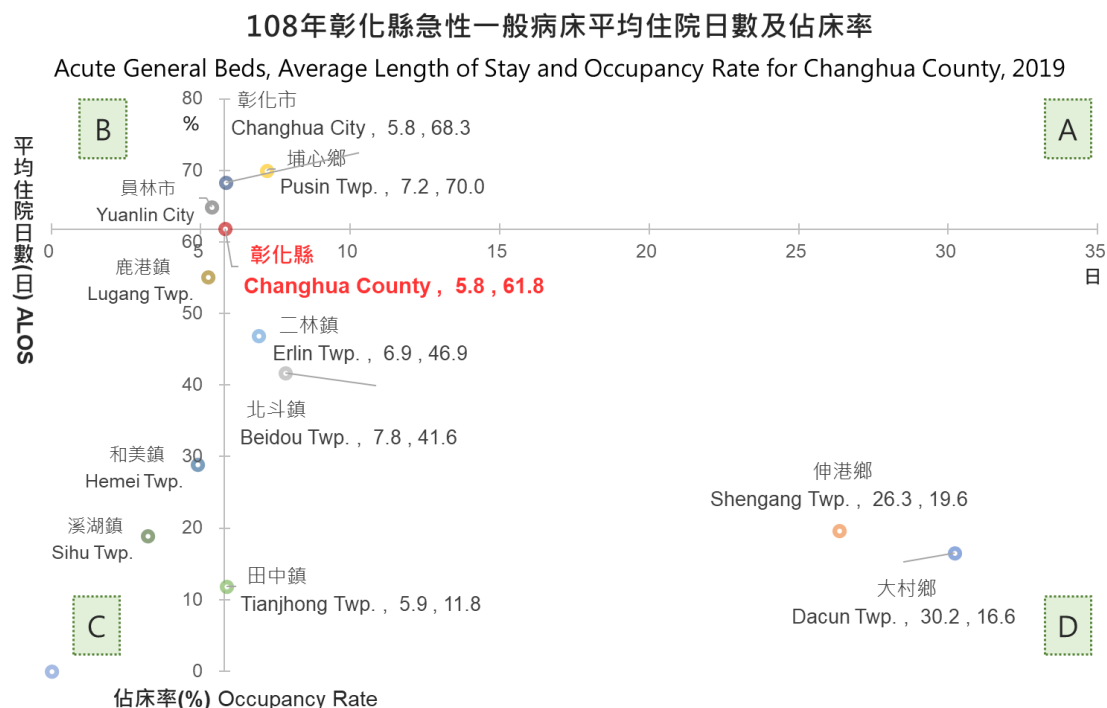 108年彰化縣急性一般病床平均住院日數及佔床率
Acute General Beds, Average Length of Stay and Occupancy Rate for Changhua County, 2019
80
%
B
A
彰化市
Changhua City , 5.8 , 68.3
70
埔心鄉
Pusin Twp. , 7.2 , 70.0
員林市
Yuanlin City
平均住院日數(日) ALOS
0
5
10
15
20
25
30
35
日
60
彰化縣
Changhua County , 5.8 , 61.8
鹿港鎮
Lugang Twp.
50
二林鎮
Erlin Twp. , 6.9 , 46.9
40
北斗鎮
Beidou Twp. , 7.8 , 41.6
30
和美鎮
Hemei Twp.
伸港鄉
Shengang Twp. , 26.3 , 19.6
20
溪湖鎮
Sihu Twp.
大村鄉
Dacun Twp. , 30.2 , 16.6
10
田中鎮
Tianjhong Twp. , 5.9 , 11.8
C
D
0
佔床率(%) Occupancy Rate